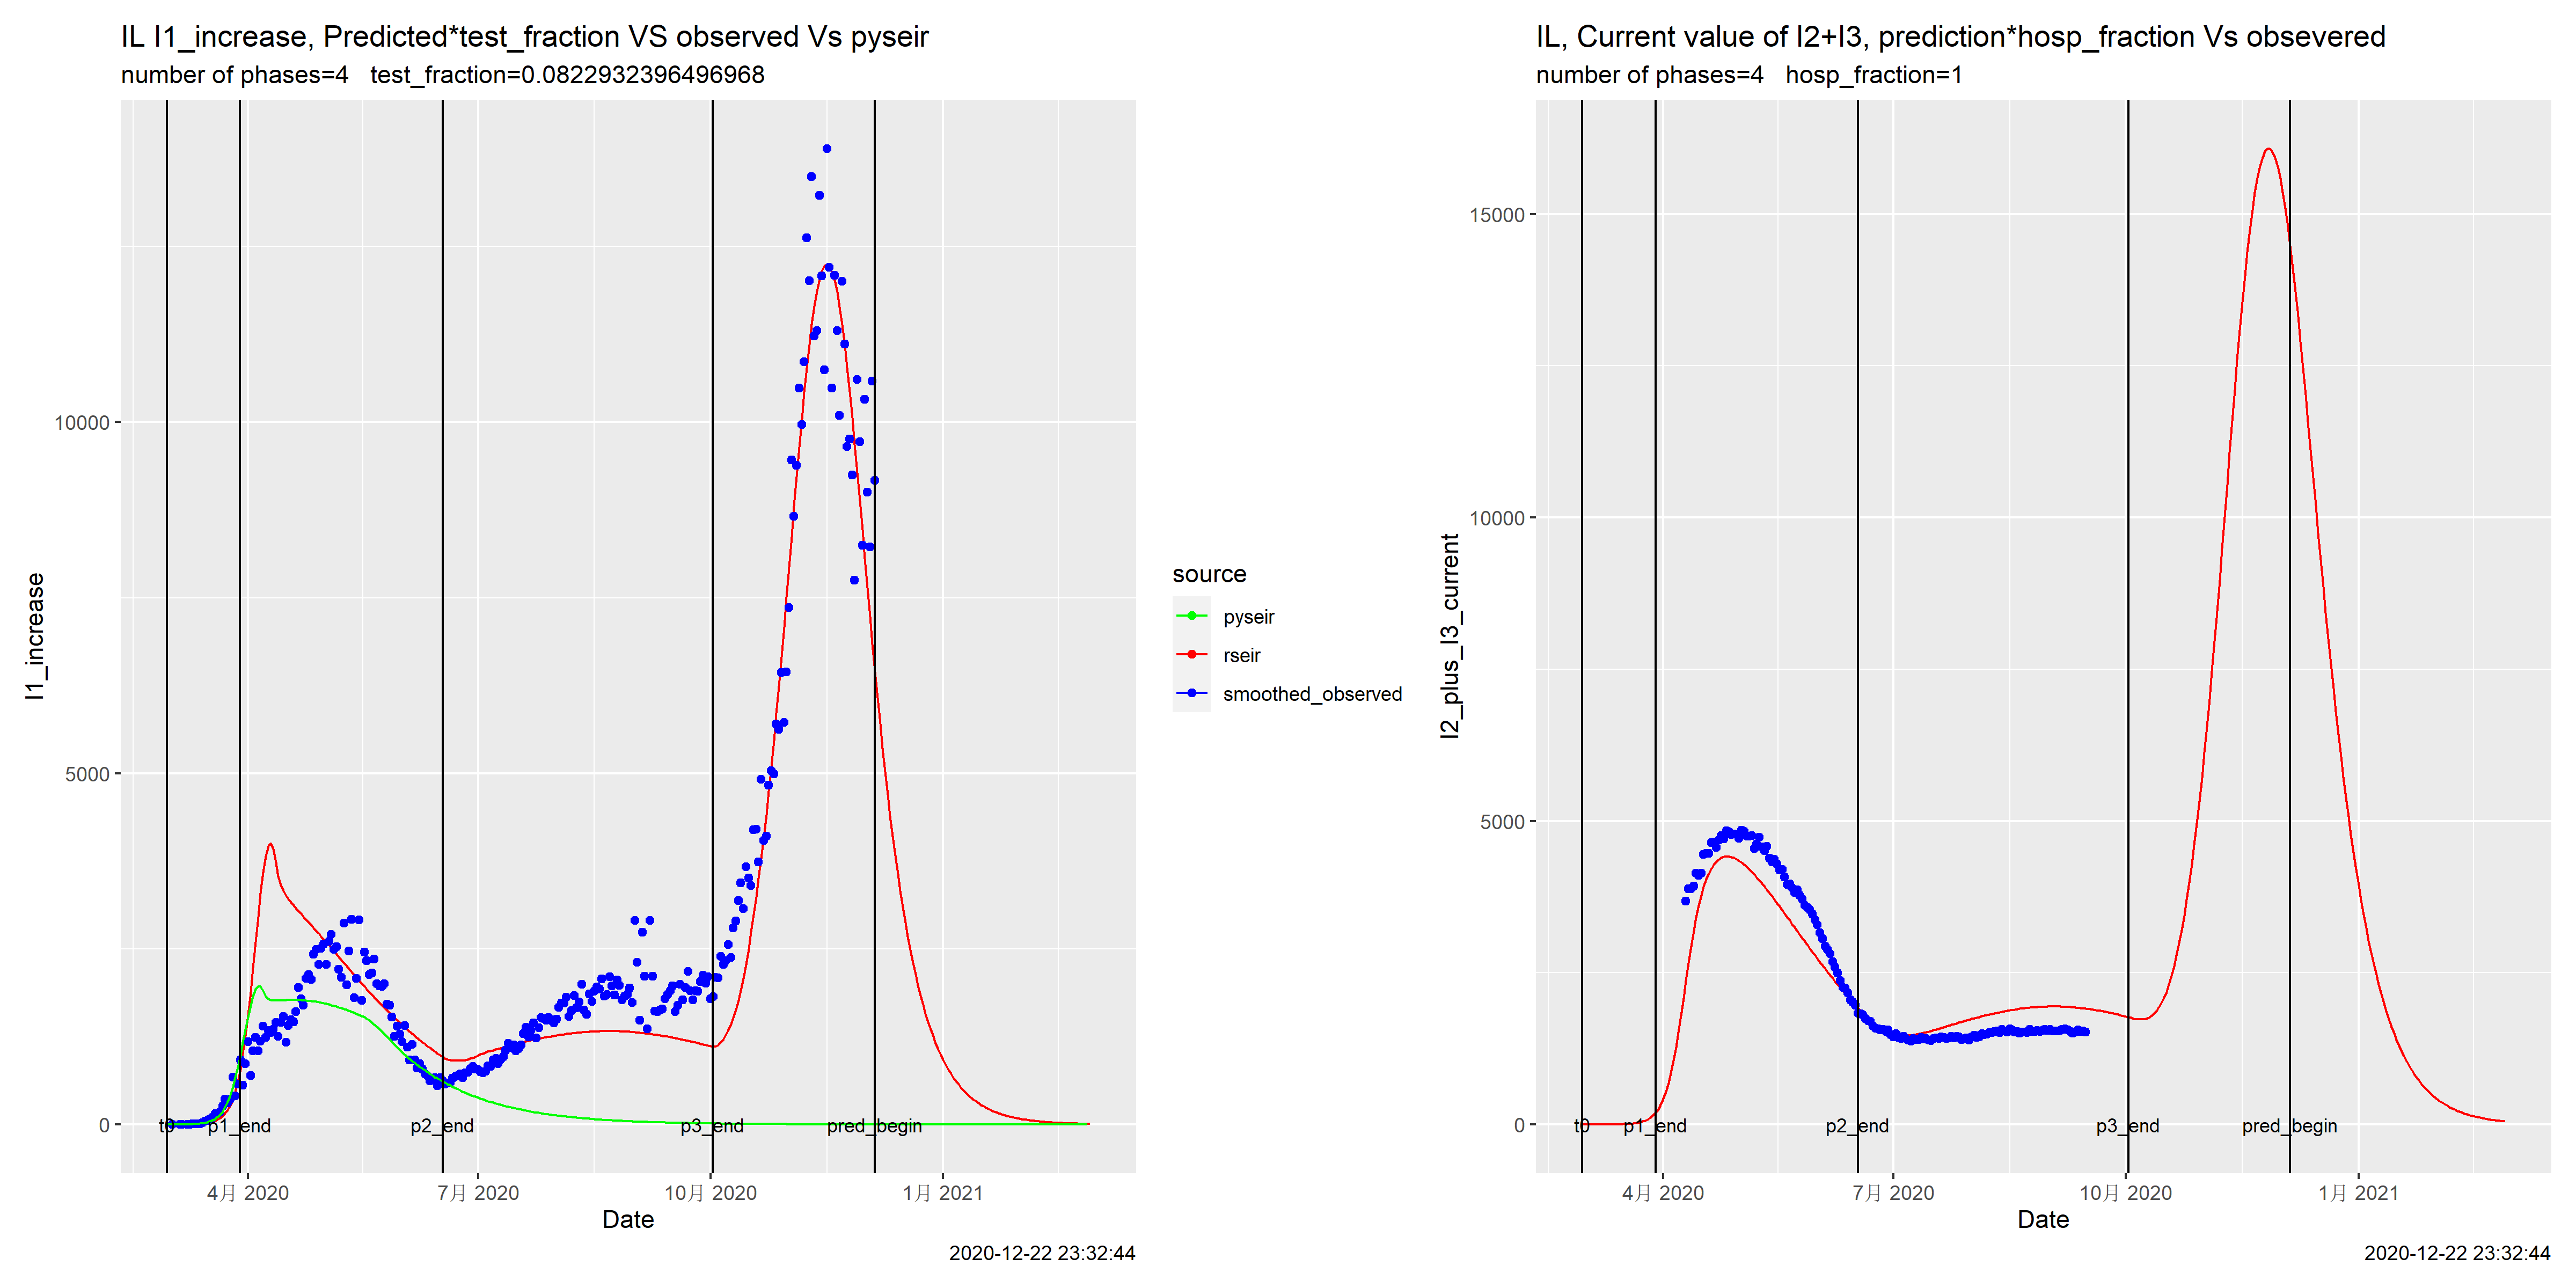 IL I1_increase, Predicted*test_fraction VS observed Vs pyseir
number of phases=4   test_fraction=0.0822932396496968
I1_increase
10000
5000
0
t0
p1_end
p2_end
p3_end
pred_begin
4月 2020
7月 2020
10月 2020
1月 2021
Date
2020-12-22 23:32:44
source
pyseir
rseir
smoothed_observed
IL, Current value of I2+I3, prediction*hosp_fraction Vs obsevered
number of phases=4   hosp_fraction=1
I2_plus_I3_current
15000
10000
5000
0
t0
p1_end
p2_end
p3_end
pred_begin
4月 2020
7月 2020
10月 2020
1月 2021
Date
2020-12-22 23:32:44